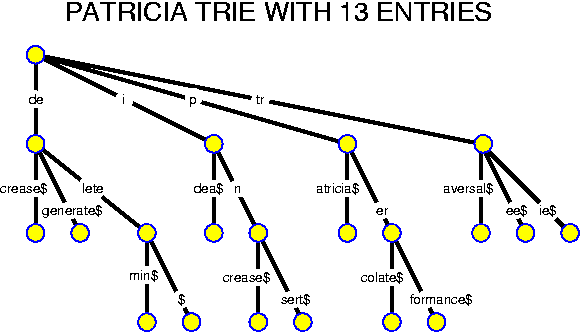 PATRICIA TRIE WITH 13 ENTRIES
de i p tr
crease$ lete dea$ n atricia$ aversal$
generate$ er ee$ ie$
min$ crease$ colate$
$ sert$ formance$